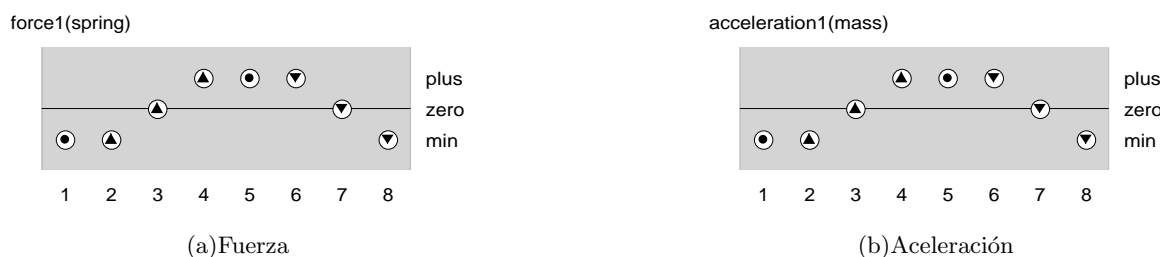 force1(spring) acceleration1(mass)
plus plus
zero zero
min min
1 2 3 4 5 6 7 8 1 2 3 4 5 6 7 8
(a)Fuerza (b)Aceleración